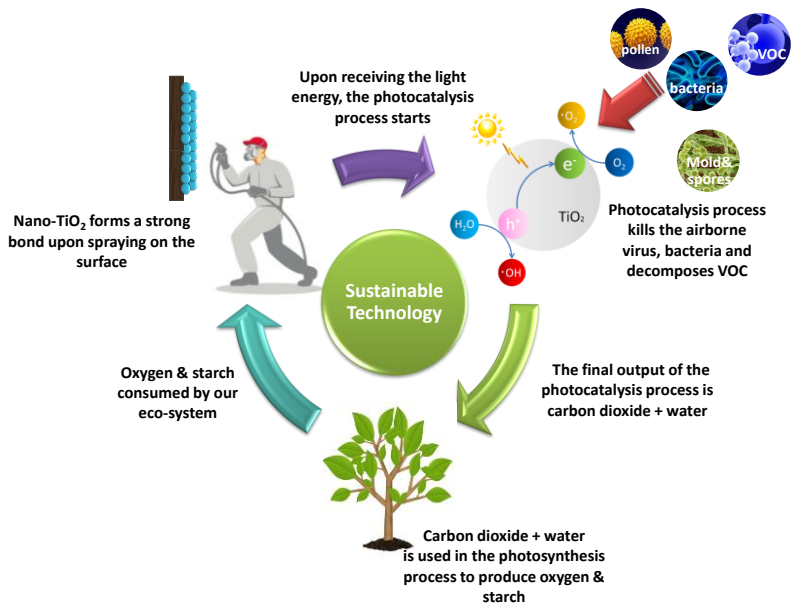 pollen
VOC
bacteria
Mold&
spores
Upon receiving the light
energy, the photocatalysis
process starts
•O₂⁻
e⁻
O₂
TiO₂
H₂O
h⁺
•OH
Nano-TiO₂ forms a strong
bond upon spraying on the
surface
Photocatalysis process
kills the airborne
virus, bacteria and
decomposes VOC
Sustainable
Technology
Oxygen & starch
consumed by our
eco-system
The final output of the
photocatalysis process is
carbon dioxide + water
Carbon dioxide + water
is used in the photosynthesis
process to produce oxygen &
starch